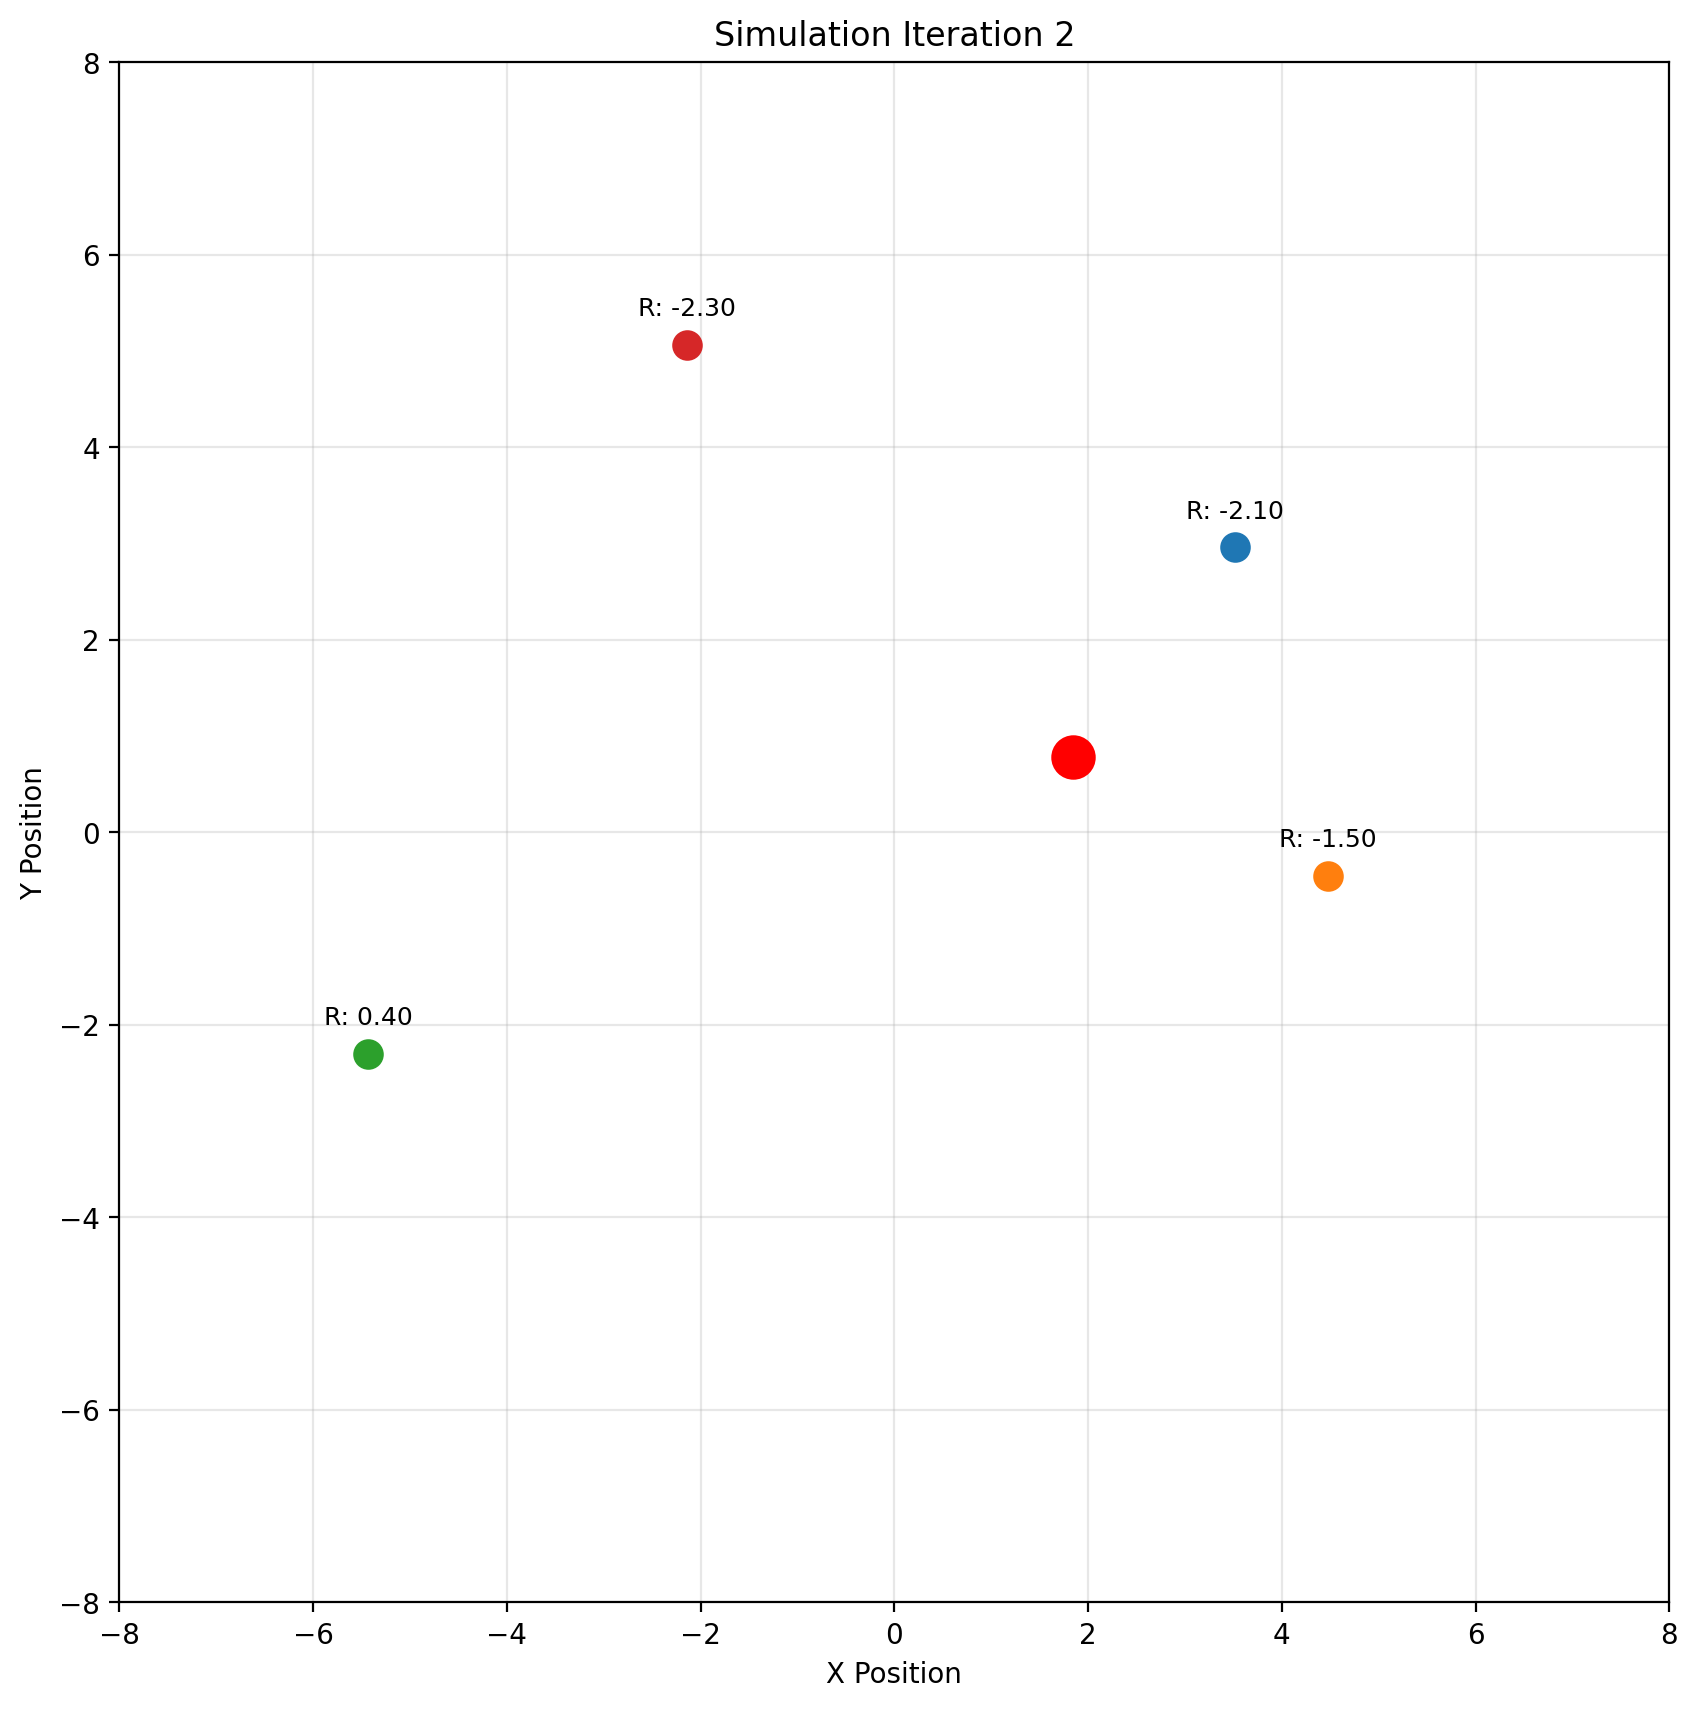 Simulation Iteration 2
8
6
4
2
0
−2
−4
−6
−8
Y Position
R: -2.30
R: -2.10
R: -1.50
R: 0.40
−8 −6 −4 −2 0 2 4 6 8
X Position